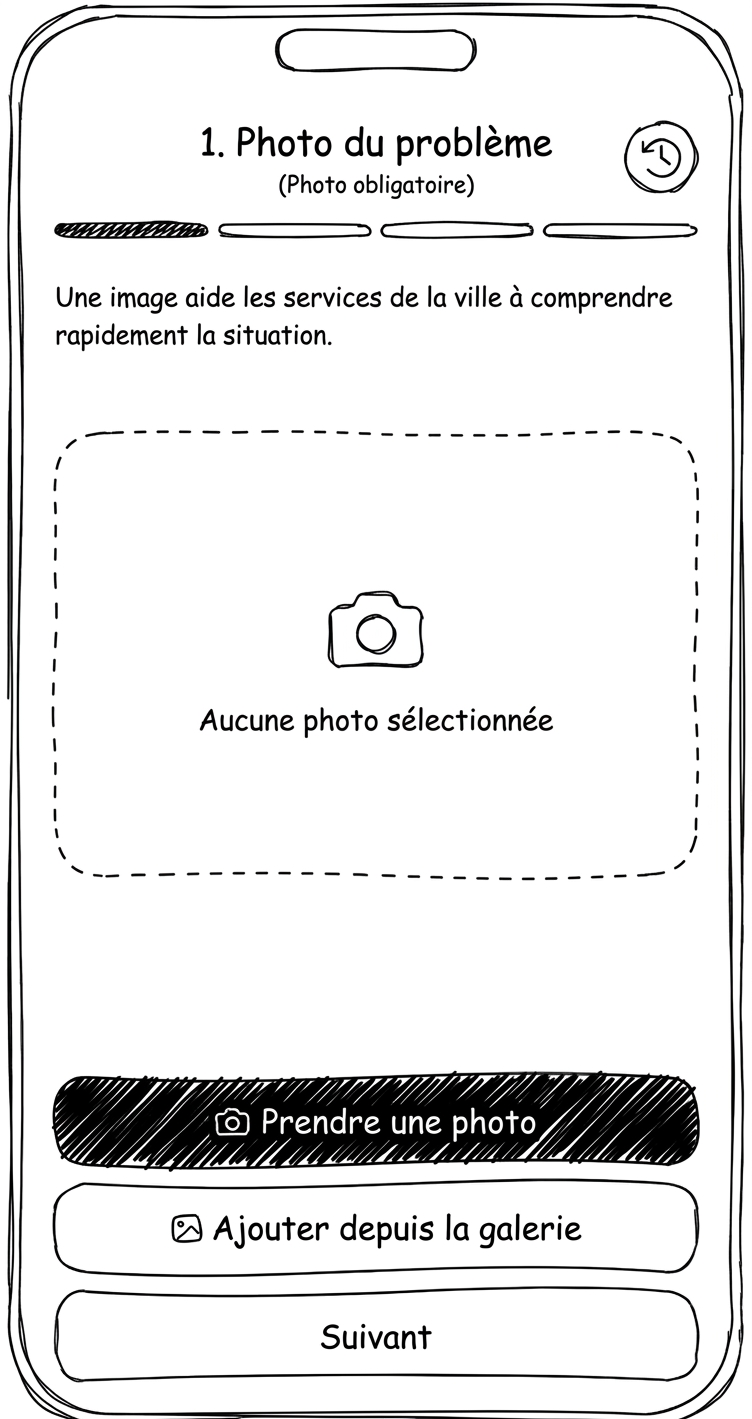 1. Photo du problème
(Photo obligatoire)
Une image aide les services de la ville à comprendre
rapidement la situation.
Aucune photo sélectionnée
Prendre une photo
Ajouter depuis la galerie
Suivant